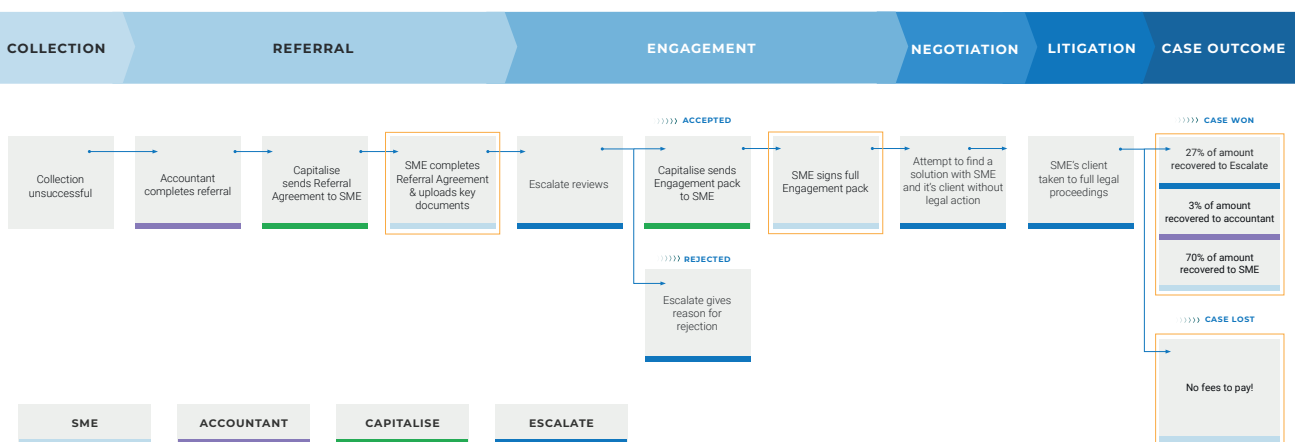 COLLECTION
REFERRAL
ENGAGEMENT
NEGOTIATION
LITIGATION
CASE OUTCOME
Collection
unsuccessful
Accountant
completes referral
Capitalise
sends Referral
Agreement to SME
SME completes
Referral Agreement
& uploads key
documents
Escalate reviews
ACCEPTED
Capitalise sends
Engagement pack
to SME
REJECTED
Escalate gives
reason for
rejection
SME signs full
Engagement pack
Attempt to find a
solution with SME
and it's client without
legal action
SME's client
taken to full legal
proceedings
CASE WON
27% of amount
recovered to Escalate
3% of amount
recovered to accountant
70% of amount
recovered to SME
CASE LOST
No fees to pay!
SME
ACCOUNTANT
CAPITALISE
ESCALATE